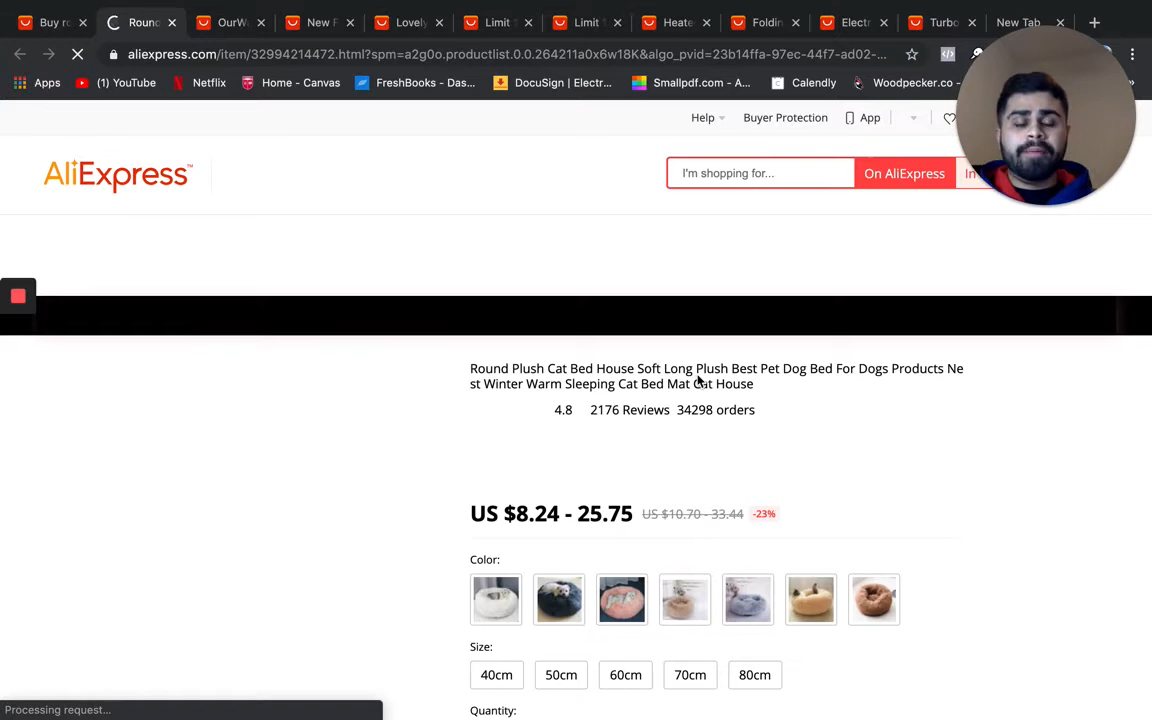 Buy ro
Round
OurWe
New F
Lovely
Limit
Limit
Heate
Foldin
Electr
Turbo
New Tab
aliexpress.com/item/32994214472.html?spm=a2g0o.productlist.0.0.264211a0x6w18K&algo_pvid=23b14ffa-97ec-44f7-ad02-...
Apps
(1) YouTube
Netflix
Home - Canvas
FreshBooks - Das...
DocuSign | Electr...
Smallpdf.com - A...
Calendly
Woodpecker.co
Help
Buyer Protection
App
AliExpress™
I'm shopping for...
On AliExpress
In
Round Plush Cat Bed House Soft Long Plush Best Pet Dog Bed For Dogs Products Ne
st Winter Warm Sleeping Cat Bed Mat Cat House
4.8 2176 Reviews 34298 orders
US $8.24 - 25.75 US $10.70 - 33.44 -23%
Color:
Size:
40cm 50cm 60cm 70cm 80cm
Quantity:
Processing request...